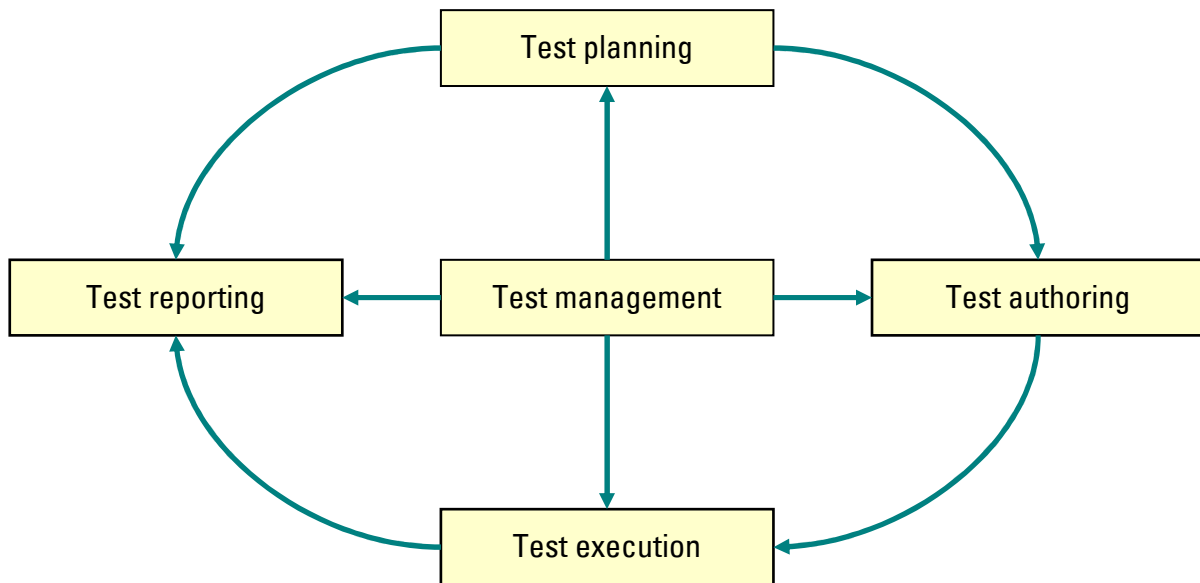 Test planning
Test reporting
Test management
Test authoring
Test execution